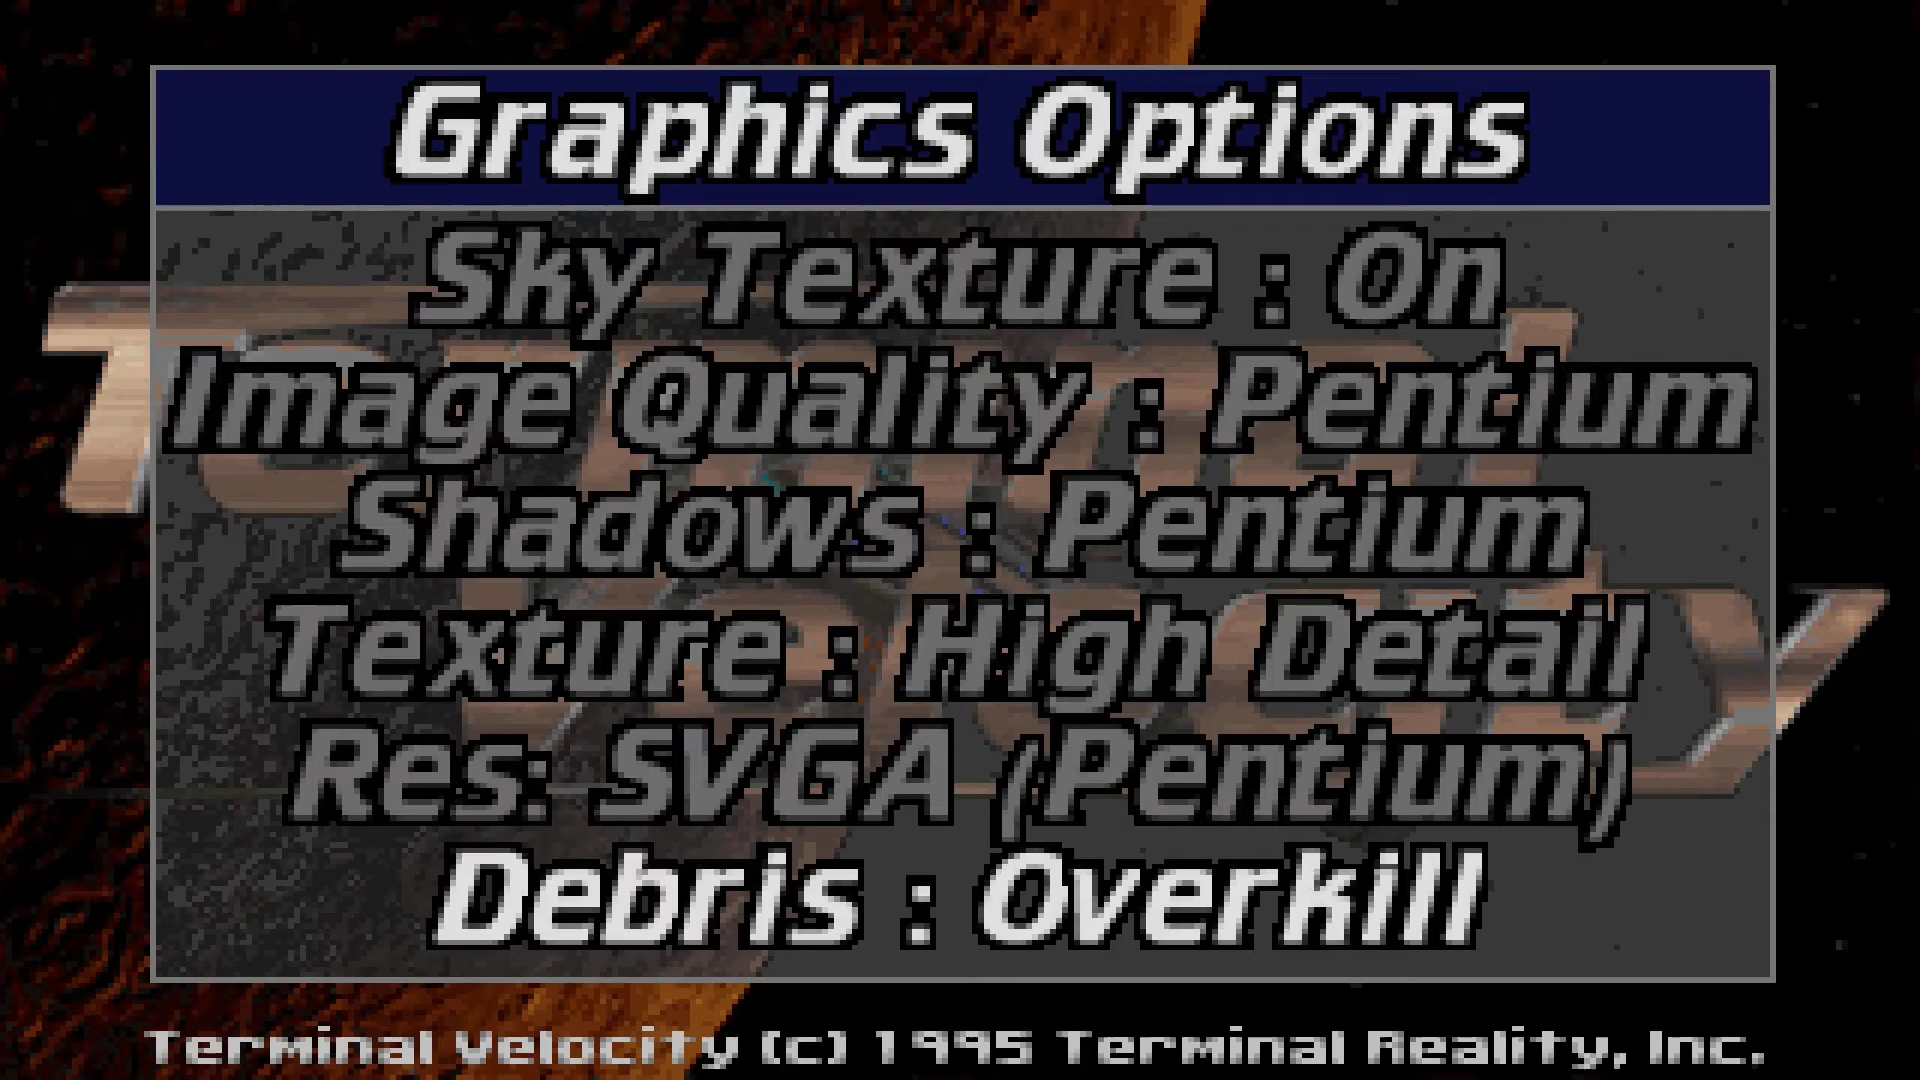 Graphics Options
Sky Texture : On
Image Quality : Pentium
Shadows : Pentium
Texture : High Detail
Res: SVGA (Pentium)
Debris : Overkill
Terminal Velocity (c) 1995 Terminal Reality, Inc.